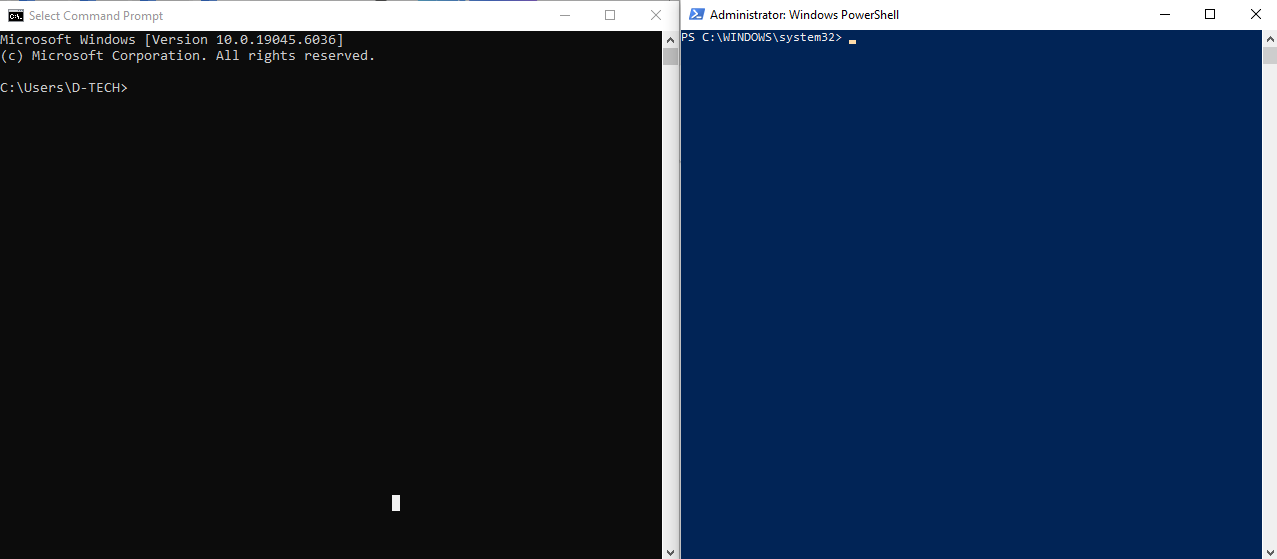 Select Command Prompt
Microsoft Windows [Version 10.0.19045.6036]
(c) Microsoft Corporation. All rights reserved.
C:\Users\D-TECH>
Administrator: Windows PowerShell
PS C:\WINDOWS\system32>